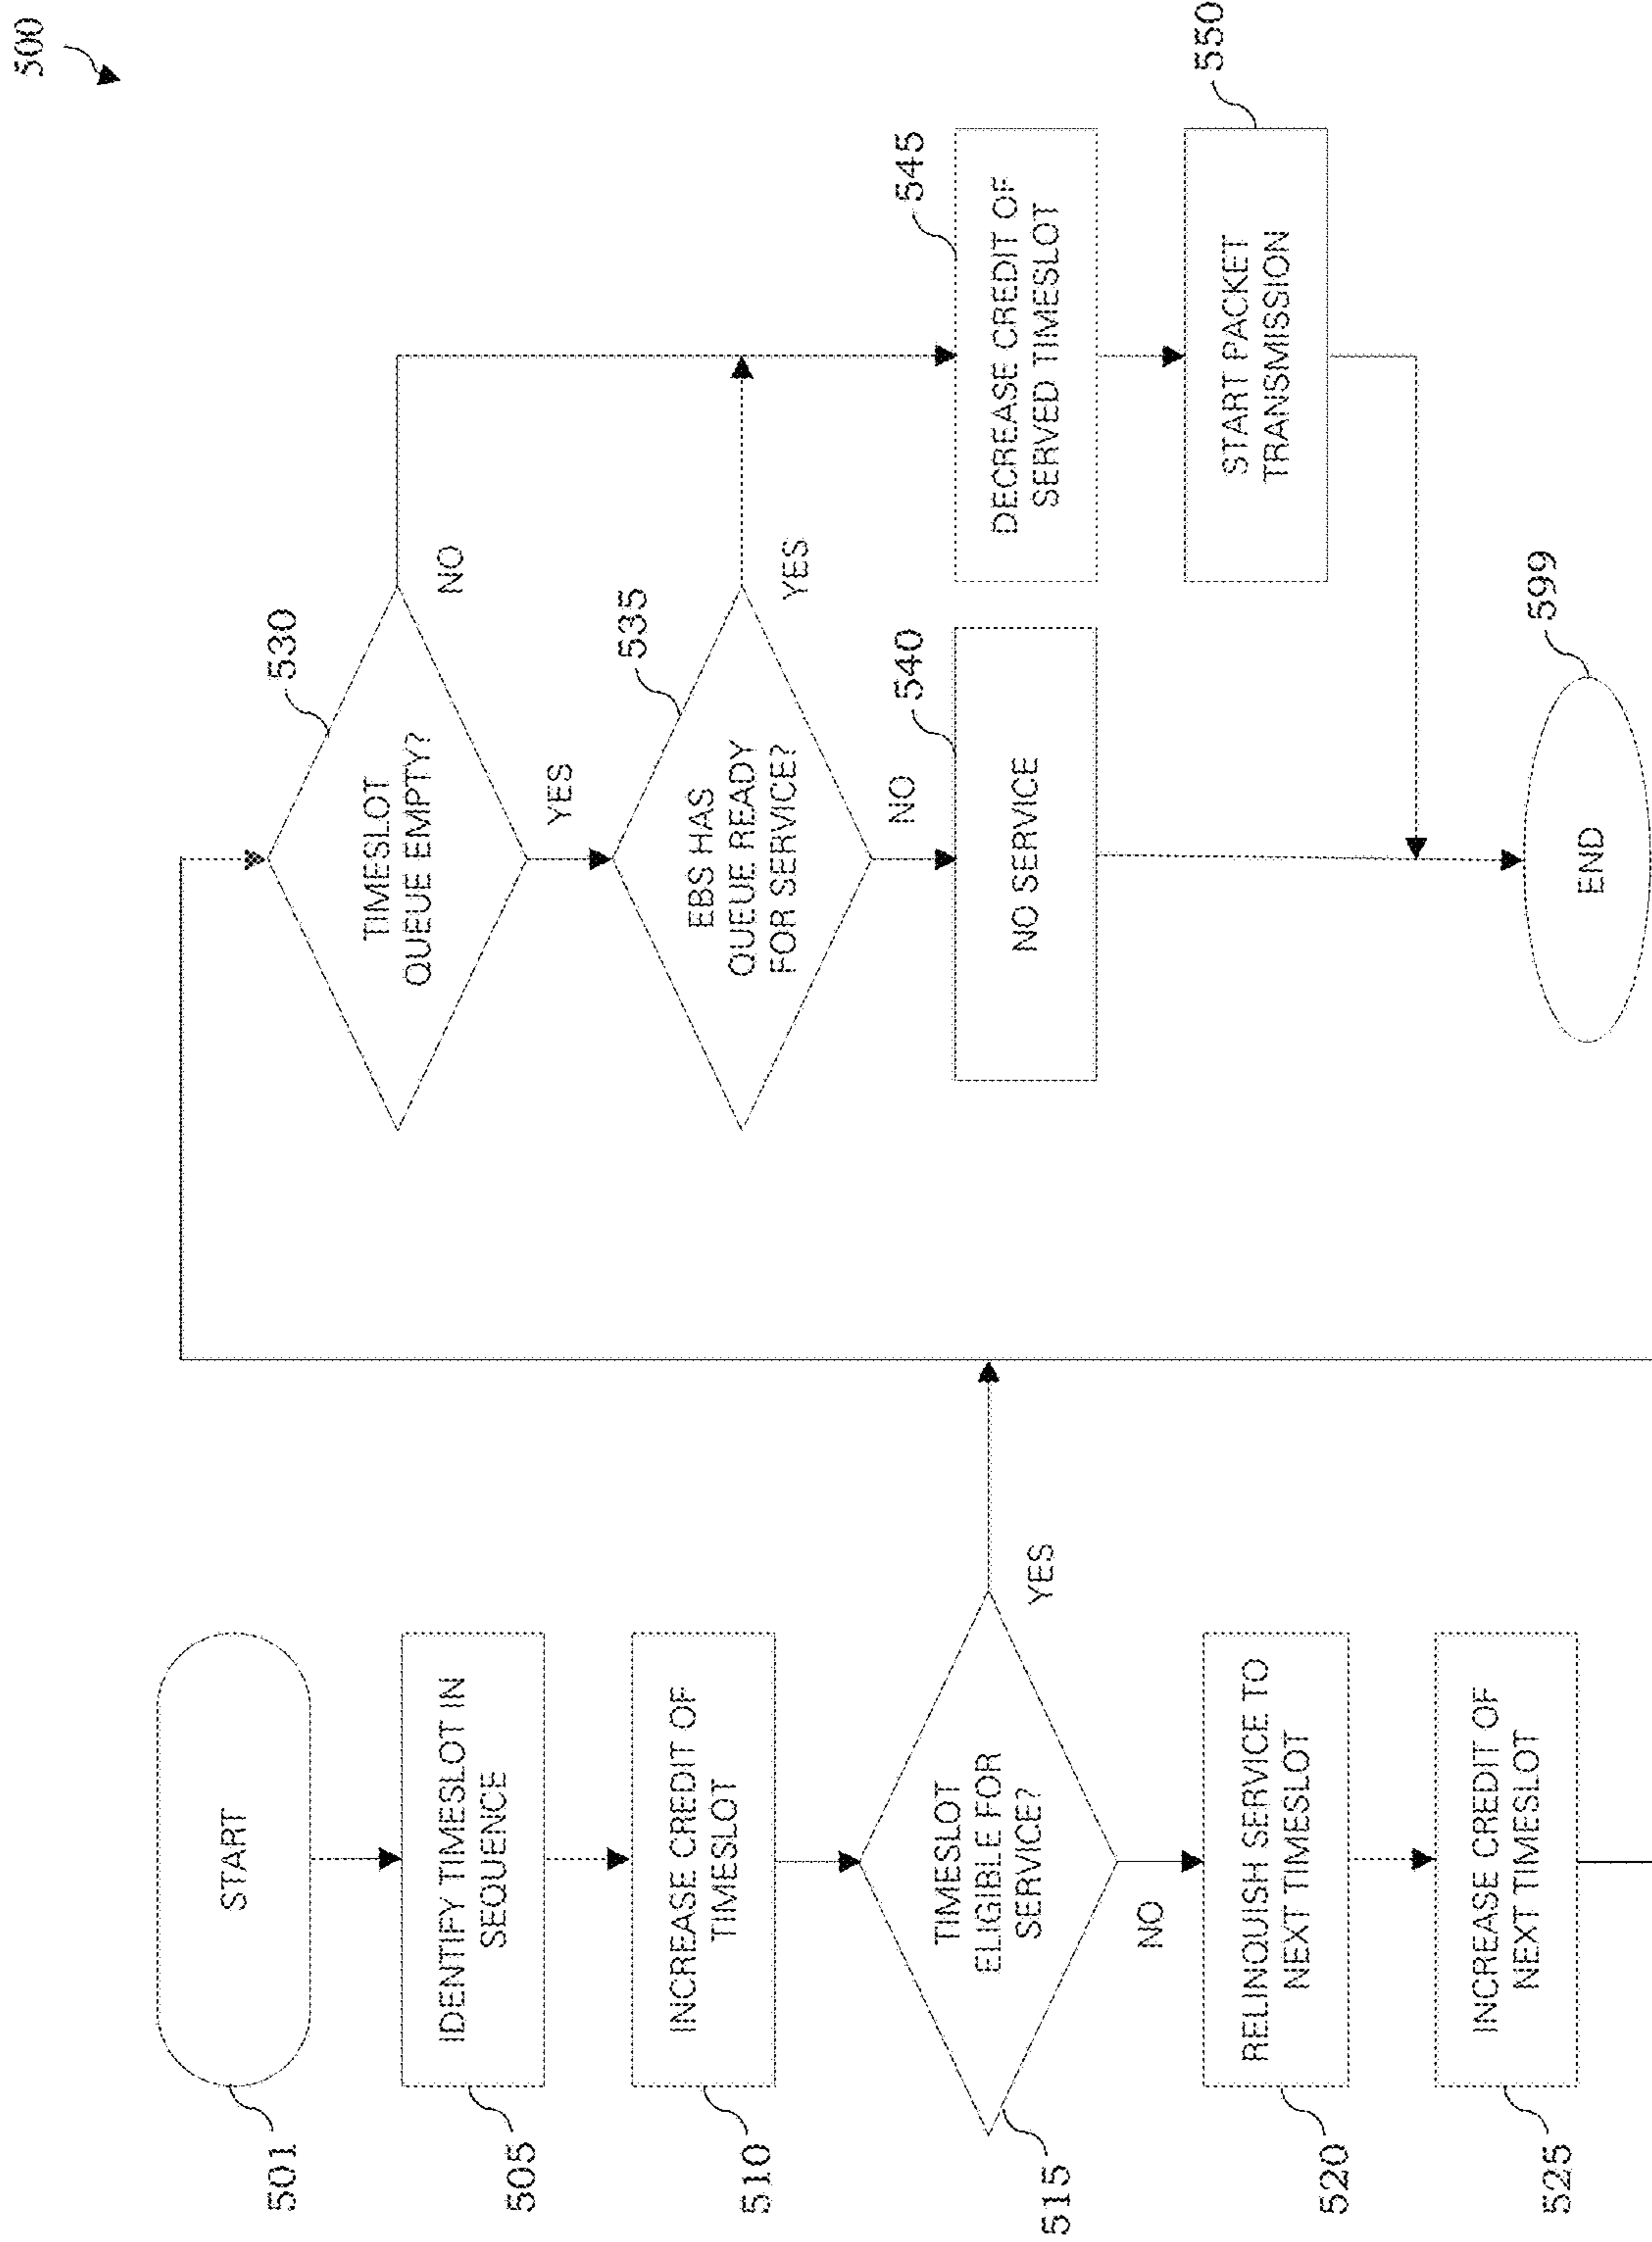 500
START
501
IDENTIFY TIMESLOT IN
SEQUENCE
505
INCREASE CREDIT OF
TIMESLOT
510
TIMESLOT
ELIGIBLE FOR
SERVICE?
515
YES
NO
RELINQUISH SERVICE TO
NEXT TIMESLOT
520
INCREASE CREDIT OF
NEXT TIMESLOT
525
530
TIMESLOT
QUEUE EMPTY?
NO
YES
535
EBS HAS
QUEUE READY
FOR SERVICE?
YES
NO
540
NO SERVICE
545
DECREASE CREDIT OF
SERVED TIMESLOT
550
START PACKET
TRANSMISSION
599
END